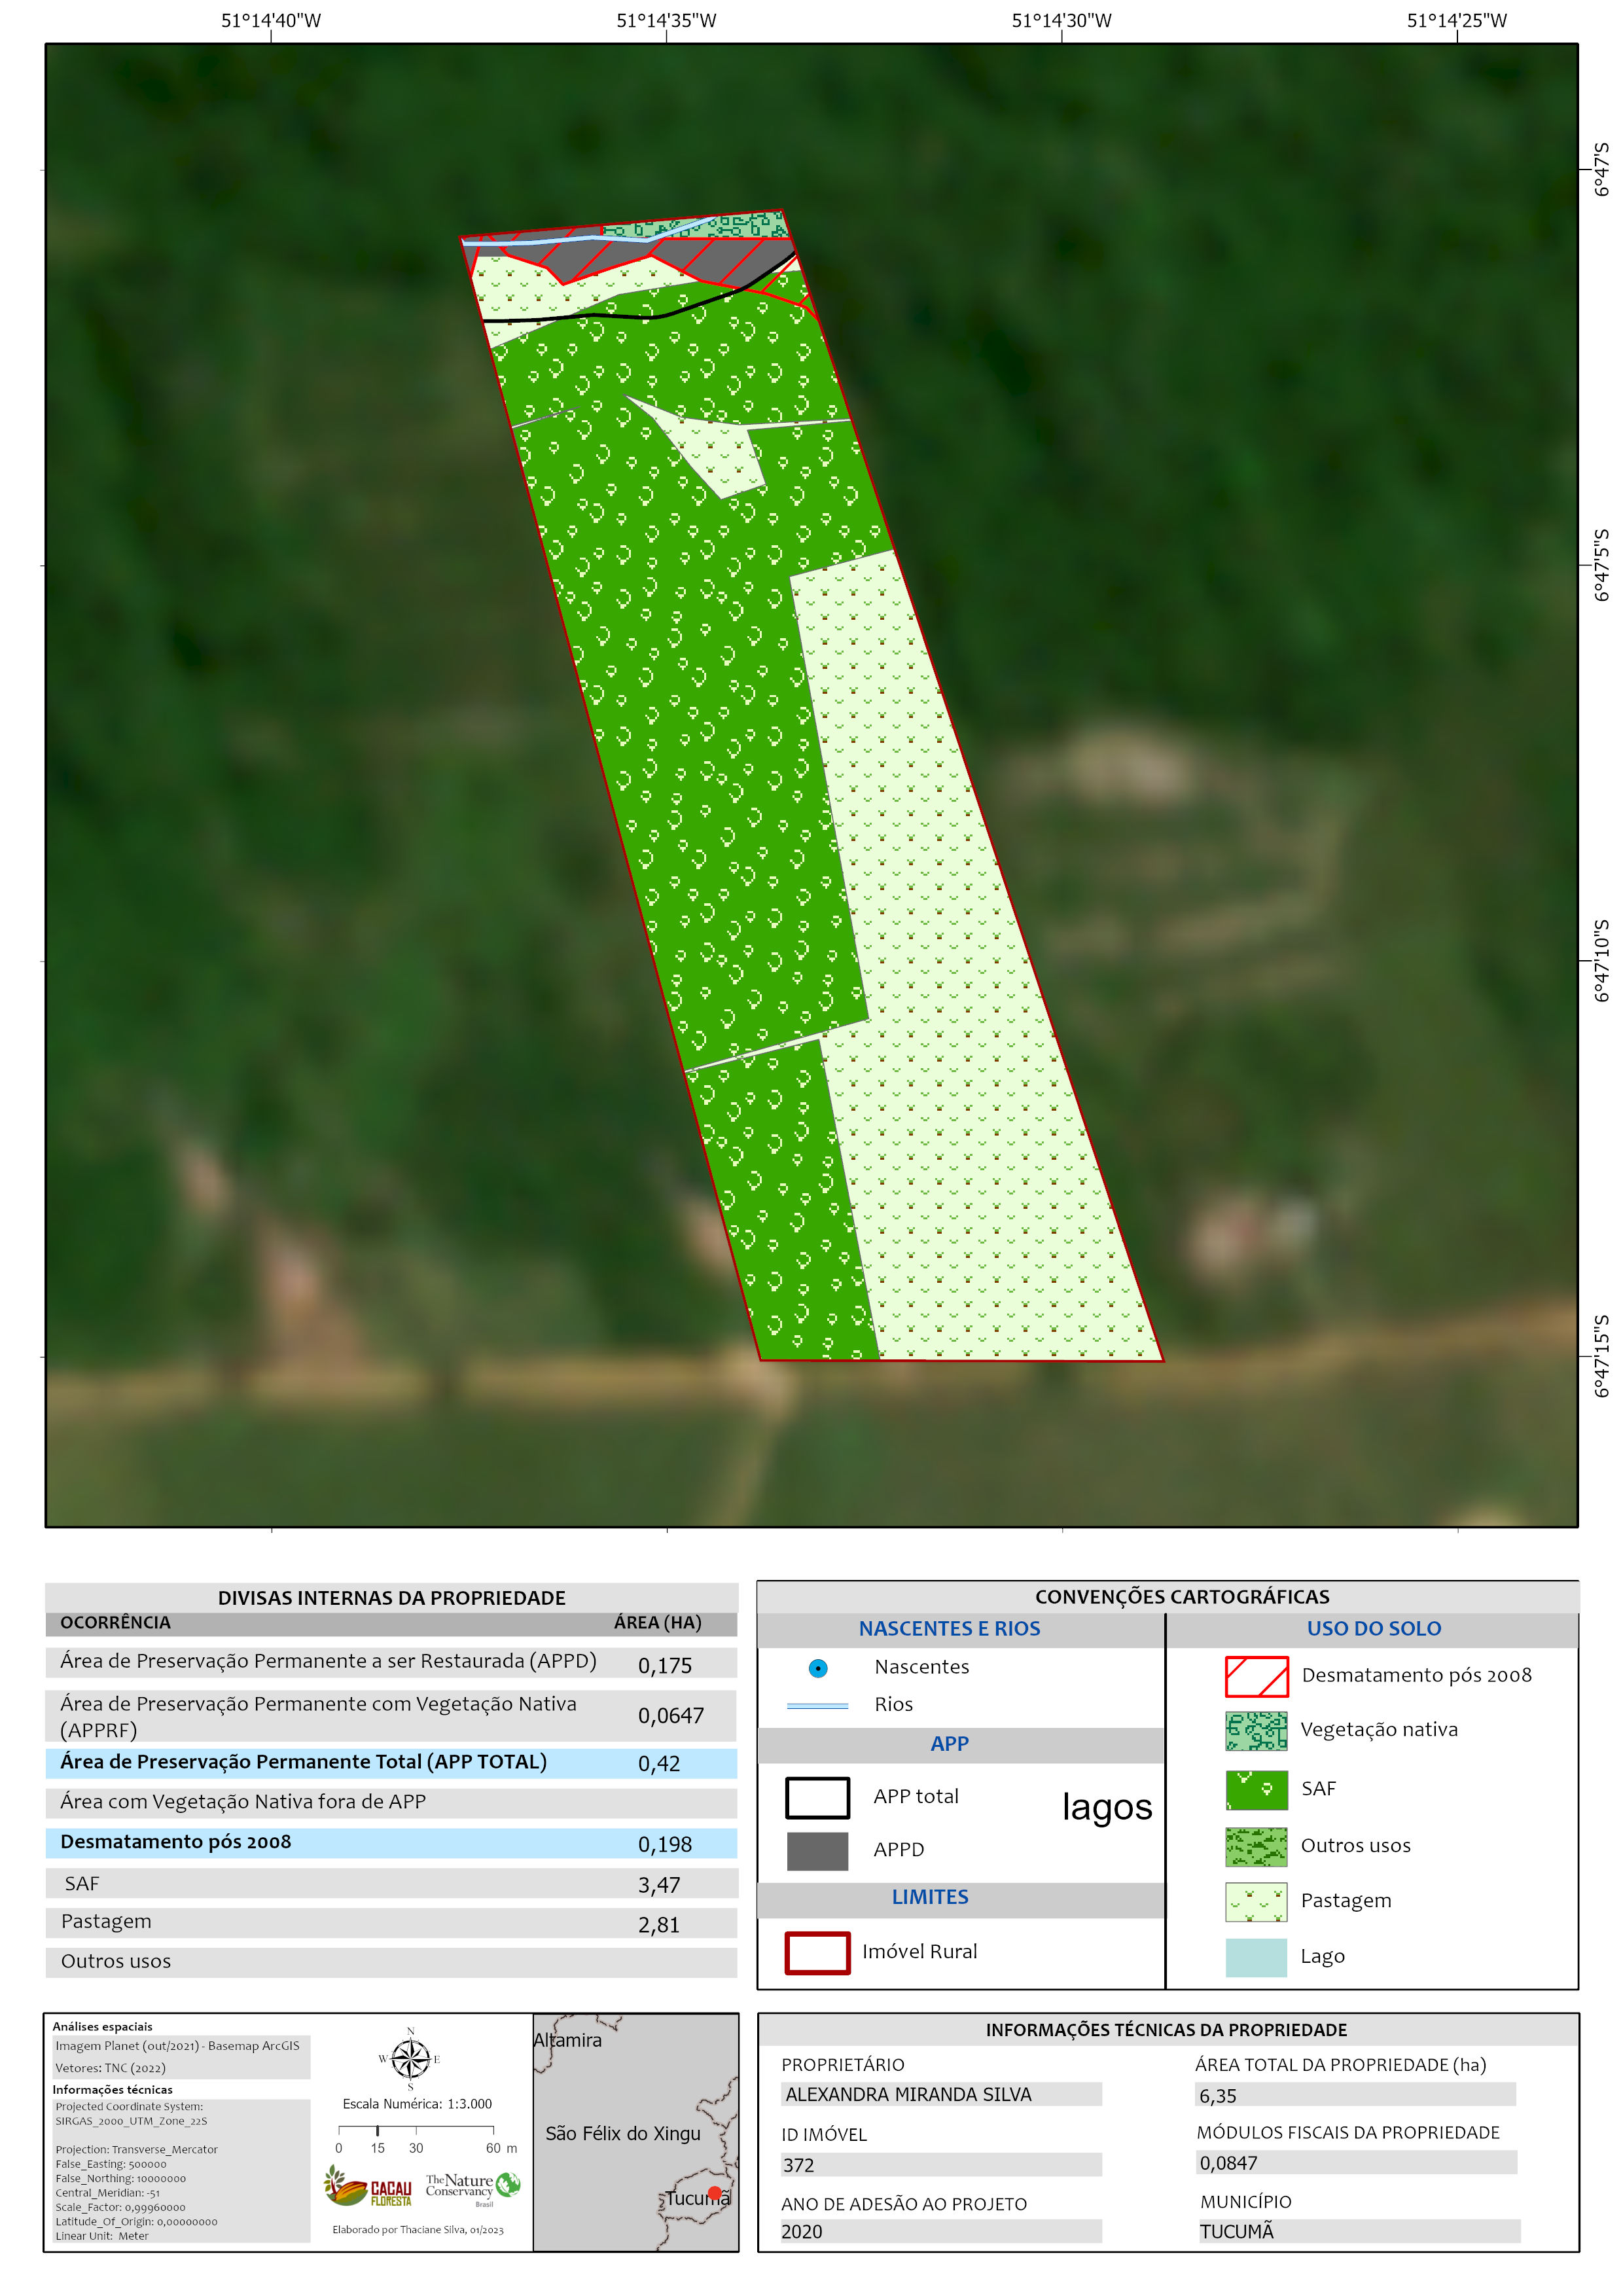 51°14'40"W 51°14'35"W 51°14'30"W 51°14'25"W
6°47'S
6°47'5"S
6°47'10"S
6°47'15"S
DIVISAS INTERNAS DA PROPRIEDADE
OCORRÊNCIA ÁREA (HA)
Área de Preservação Permanente a ser Restaurada (APPD) 0,175
Área de Preservação Permanente com Vegetação Nativa
(APPRF) 0,0647
Área de Preservação Permanente Total (APP TOTAL) 0,42
Área com Vegetação Nativa fora de APP
Desmatamento pós 2008 0,198
SAF 3,47
Pastagem 2,81
Outros usos
CONVENÇÕES CARTOGRÁFICAS
NASCENTES E RIOS
Nascentes
Rios
APP
APP total
lagos
APPD
LIMITES
Imóvel Rural
USO DO SOLO
Desmatamento pós 2008
Vegetação nativa
SAF
Outros usos
Pastagem
Lago
Análises espaciais
Imagem Planet (out/2021) - Basemap ArcGIS
Vetores: TNC (2022)
Informações técnicas
Projected Coordinate System:
SIRGAS_2000_UTM_Zone_22S
Projection: Transverse_Mercator
False_Easting: 500000
False_Northing: 10000000
Central_Meridian: -51
Scale_Factor: 0,99960000
Latitude_Of_Origin: 0,00000000
Linear Unit: Meter
N
W E
S
Escala Numérica: 1:3.000
0 15 30 60 m
CACAU
FLORESTA
The Nature
Conservancy
Brasil
Elaborado por Thaciane Silva, 01/2023
Altamira
São Félix do Xingu
Tucumã
INFORMAÇÕES TÉCNICAS DA PROPRIEDADE
PROPRIETÁRIO
ALEXANDRA MIRANDA SILVA
ID IMÓVEL
372
ANO DE ADESÃO AO PROJETO
2020
ÁREA TOTAL DA PROPRIEDADE (ha)
6,35
MÓDULOS FISCAIS DA PROPRIEDADE
0,0847
MUNICÍPIO
TUCUMÃ